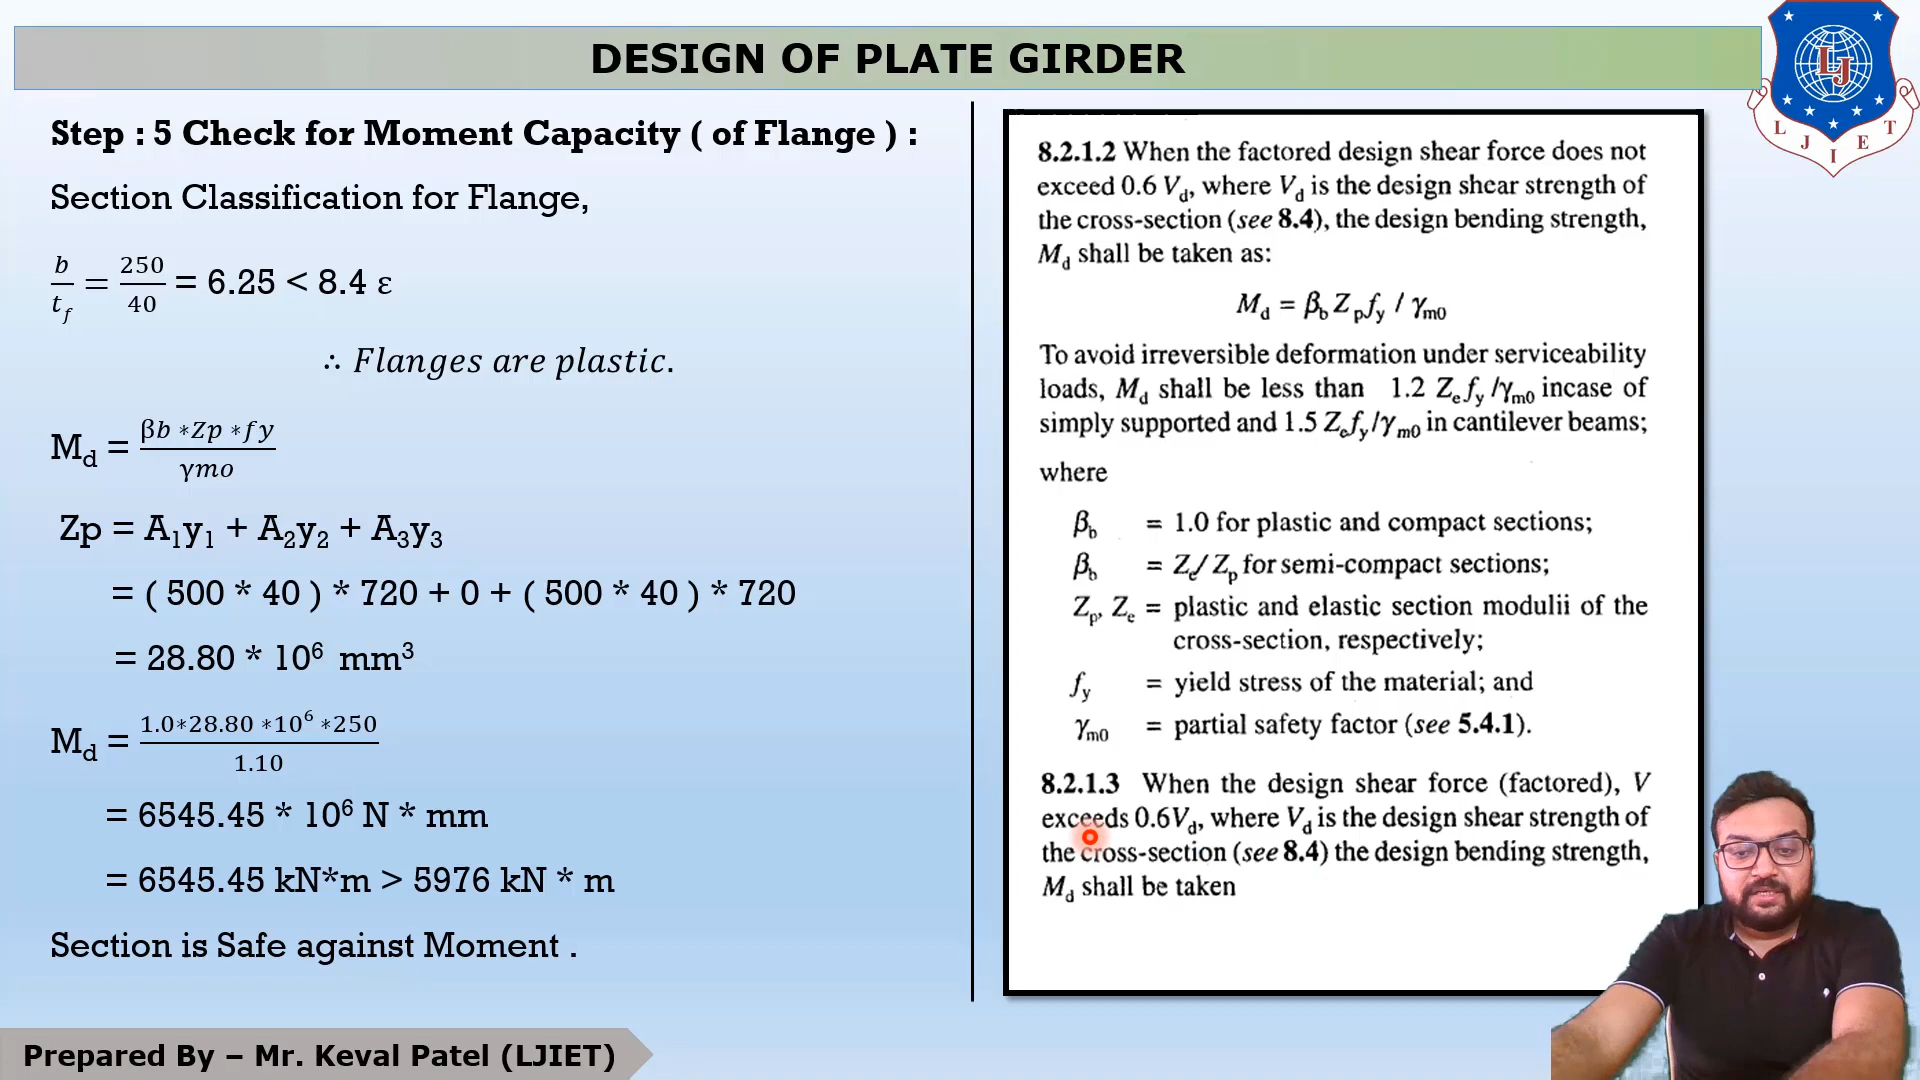 DESIGN OF PLATE GIRDER
LJ
L J I E T
Step : 5 Check for Moment Capacity ( of Flange ) :
Section Classification for Flange,
b/t_f = 250/40 = 6.25 < 8.4 ε
∴ Flanges are plastic.
M_d = βb *Zp *fy / γmo
Zp = A₁y₁ + A₂y₂ + A₃y₃
= ( 500 * 40 ) * 720 + 0 + ( 500 * 40 ) * 720
= 28.80 * 10⁶ mm³
M_d = 1.0*28.80 *10⁶ *250 / 1.10
= 6545.45 * 10⁶ N * mm
= 6545.45 kN*m > 5976 kN * m
Section is Safe against Moment .
8.2.1.2 When the factored design shear force does not
exceed 0.6 V_d, where V_d is the design shear strength of
the cross-section (see 8.4), the design bending strength,
M_d shall be taken as:
M_d = β_b Z_p f_y / γ_m0
To avoid irreversible deformation under serviceability
loads, M_d shall be less than 1.2 Z_e f_y /γ_m0 incase of
simply supported and 1.5 Z_e f_y/γ_m0 in cantilever beams;
where
β_b = 1.0 for plastic and compact sections;
β_b = Z_e/ Z_p for semi-compact sections;
Z_p, Z_e = plastic and elastic section modulii of the
cross-section, respectively;
f_y = yield stress of the material; and
γ_m0 = partial safety factor (see 5.4.1).
8.2.1.3 When the design shear force (factored), V
exceeds 0.6V_d, where V_d is the design shear strength of
the cross-section (see 8.4) the design bending strength,
M_d shall be taken
Prepared By – Mr. Keval Patel (LJIET)